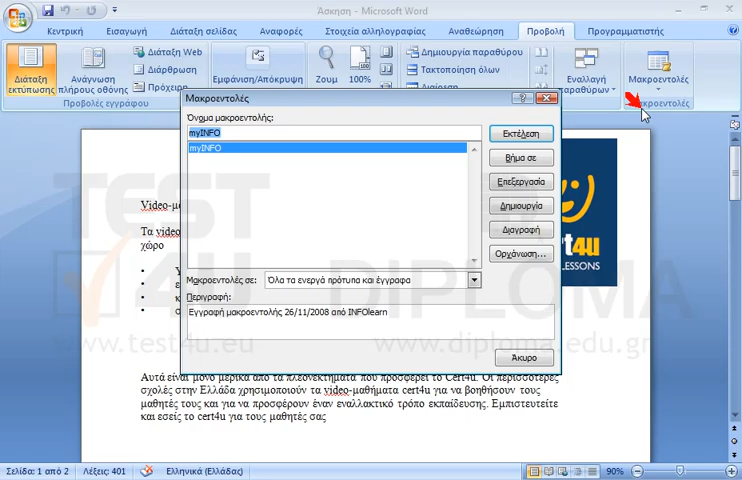 Άσκηση - Microsoft Word
Κεντρική Εισαγωγή Διάταξη σελίδας Αναφορές Στοιχεία αλληλογραφίας Αναθεώρηση Προβολή Προγραμματιστής
Διάταξη εκτύπωσης
Ανάγνωση πλήρους οθόνης
Διάταξη Web
Διάρθρωση
Πρόχειρο
Προβολές εγγράφου
Εμφάνιση/Απόκρυψη
Ζουμ
100%
Δημιουργία παραθύρου
Τακτοποίηση όλων
Διαίρεση
Εναλλαγή παραθύρων
Μακροεντολές
Μακροεντολές
Όνομα μακροεντολής:
myINFO
myINFO
Εκτέλεση
Βήμα σε
Επεξεργασία
Δημιουργία
Διαγραφή
Οργάνωση...
Μακροεντολές σε: Όλα τα ενεργά πρότυπα και έγγραφα
Περιγραφή:
Εγγραφή μακροεντολής 26/11/2008 από INFOlearn
Άκυρο
Τα video
χώρο
rt4u
LESSONS
TEST
4U DIPLOMA
www.test4u.eu www.diploma.edu.gr
Αυτά είναι μόνο μερικά από τα πλεονεκτήματα που προσφέρει το Cert4u. Οι περισσότερες
σχολές στην Ελλάδα χρησιμοποιούν τα video-μαθήματα cert4u για να βοηθήσουν τους
μαθητές τους και για να προσφέρουν έναν εναλλακτικό τρόπο εκπαίδευσης. Εμπιστευτείτε
και εσείς το cert4u για τους μαθητές σας
Σελίδα: 1 από 2 Λέξεις: 401 Ελληνικά (Ελλάδας) 90%